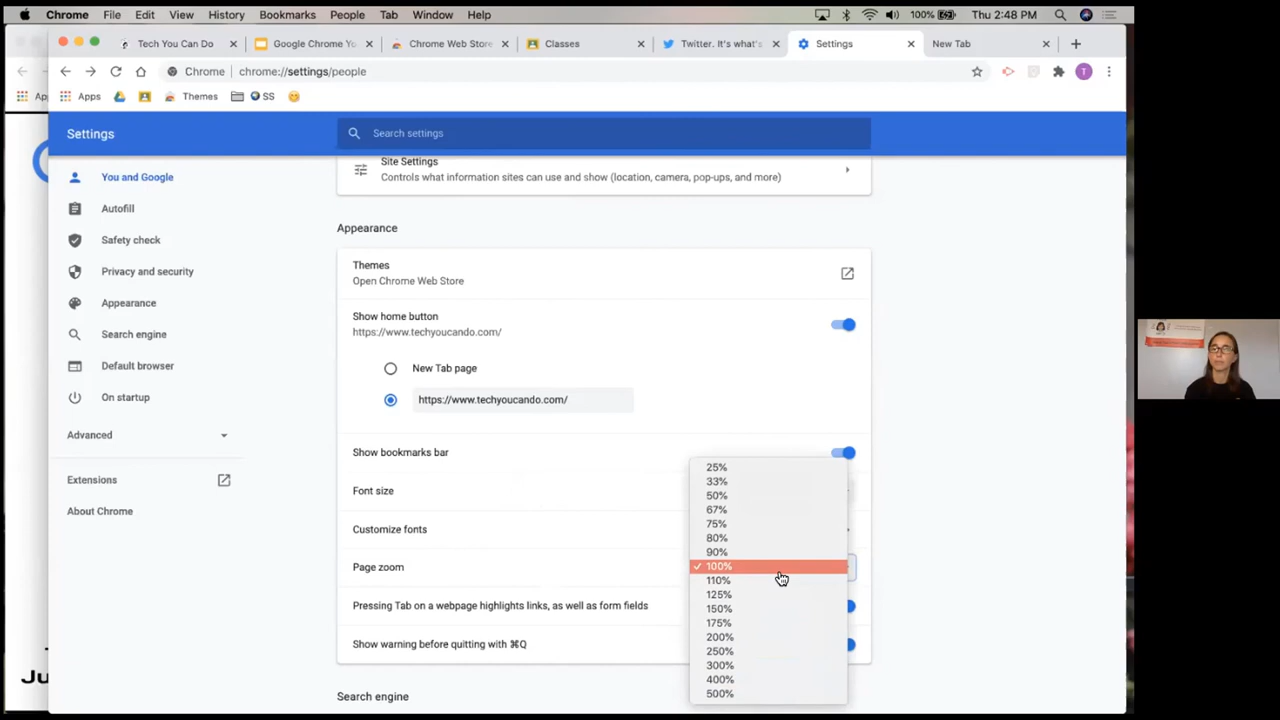 Chrome File Edit View History Bookmarks People Tab Window Help 100% Thu 2:48 PM
Tech You Can Do Google Chrome Yo Chrome Web Store Classes Twitter. It's what's Settings New Tab
Chrome chrome://settings/people T
Apps Themes SS
Settings Search settings
You and Google
Autofill
Safety check
Privacy and security
Appearance
Search engine
Default browser
On startup
Advanced
Extensions
About Chrome
Site Settings
Controls what information sites can use and show (location, camera, pop-ups, and more)
Appearance
Themes
Open Chrome Web Store
Show home button
https://www.techyoucando.com/
New Tab page
https://www.techyoucando.com/
Show bookmarks bar
Font size
Customize fonts
Page zoom
Pressing Tab on a webpage highlights links, as well as form fields
Show warning before quitting with ⌘Q
Search engine
25%
33%
50%
67%
75%
80%
90%
✓ 100%
110%
125%
150%
175%
200%
250%
300%
400%
500%
Ju